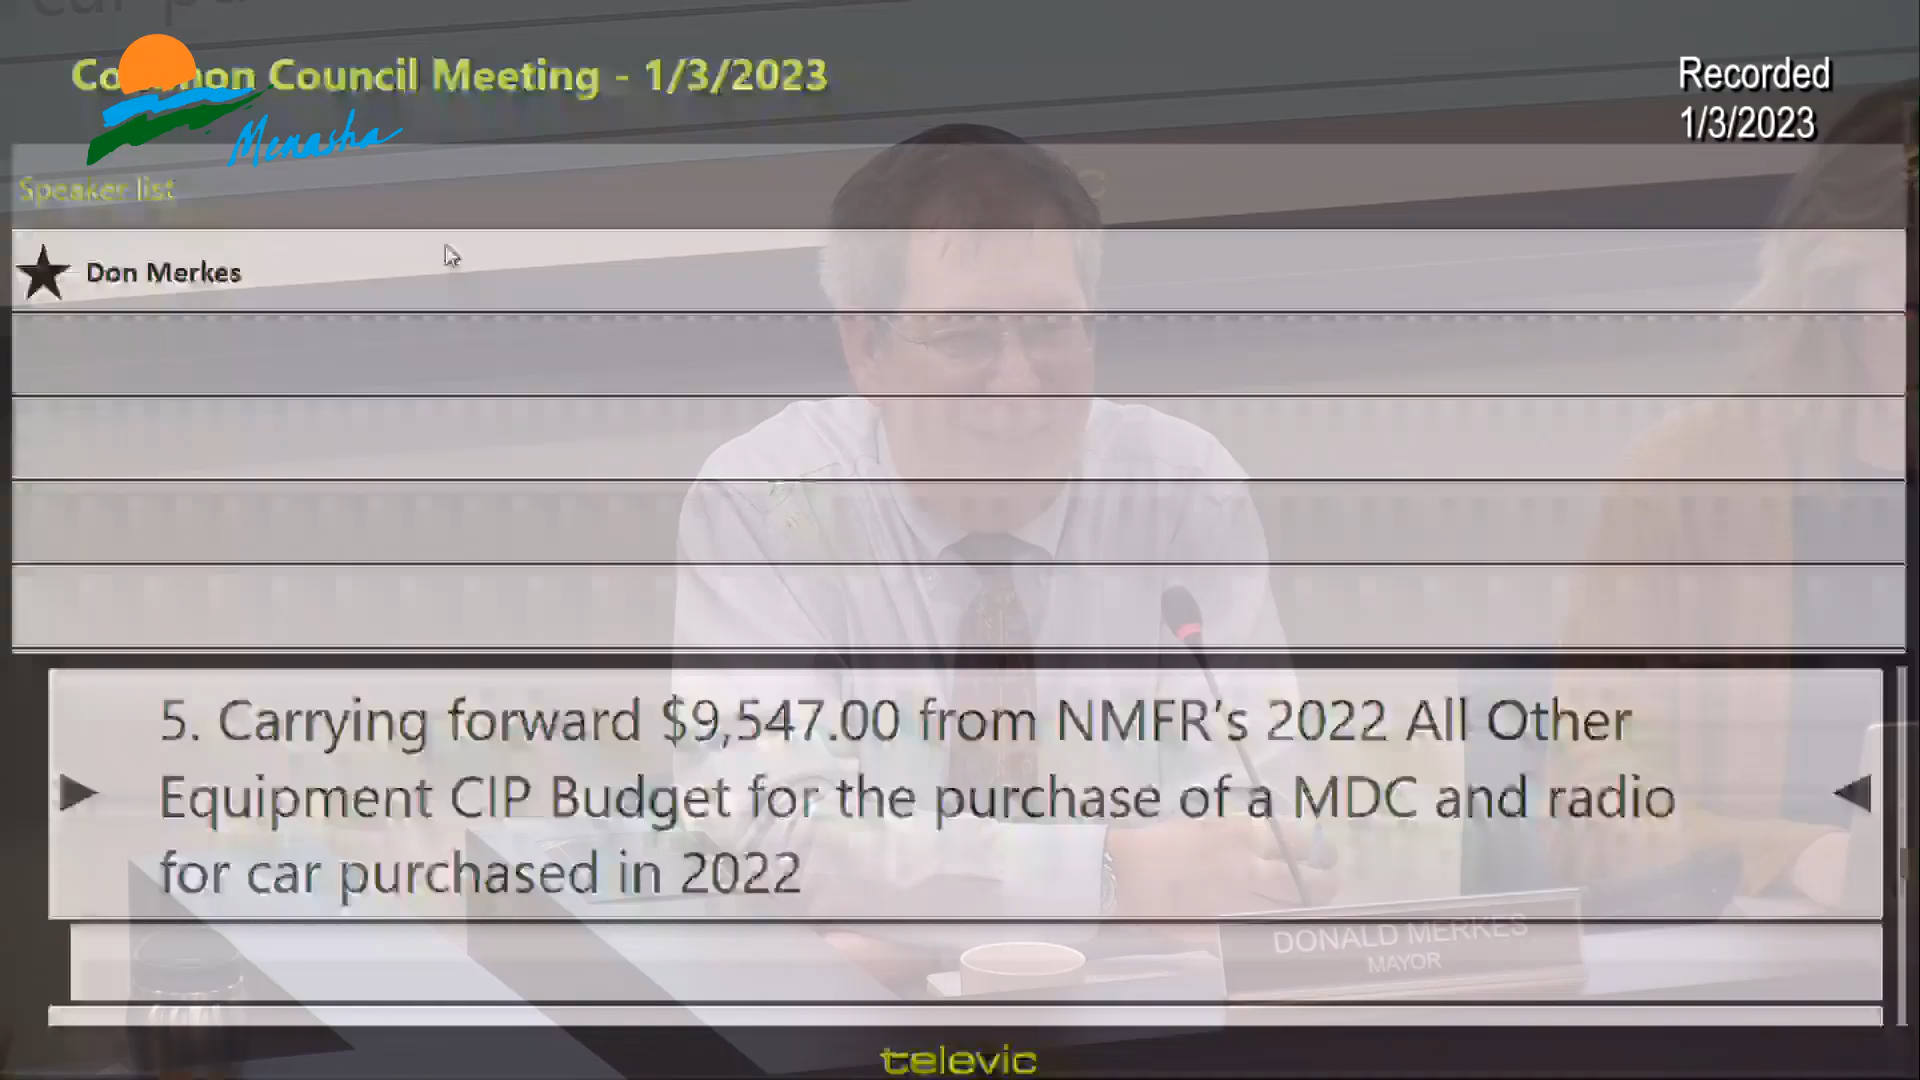 Common Council Meeting - 1/3/2023
Recorded
1/3/2023
Menasha
Speaker list
Don Merkes
5. Carrying forward $9,547.00 from NMFR's 2022 All Other
Equipment CIP Budget for the purchase of a MDC and radio
for car purchased in 2022
DONALD MERKES
MAYOR
televic